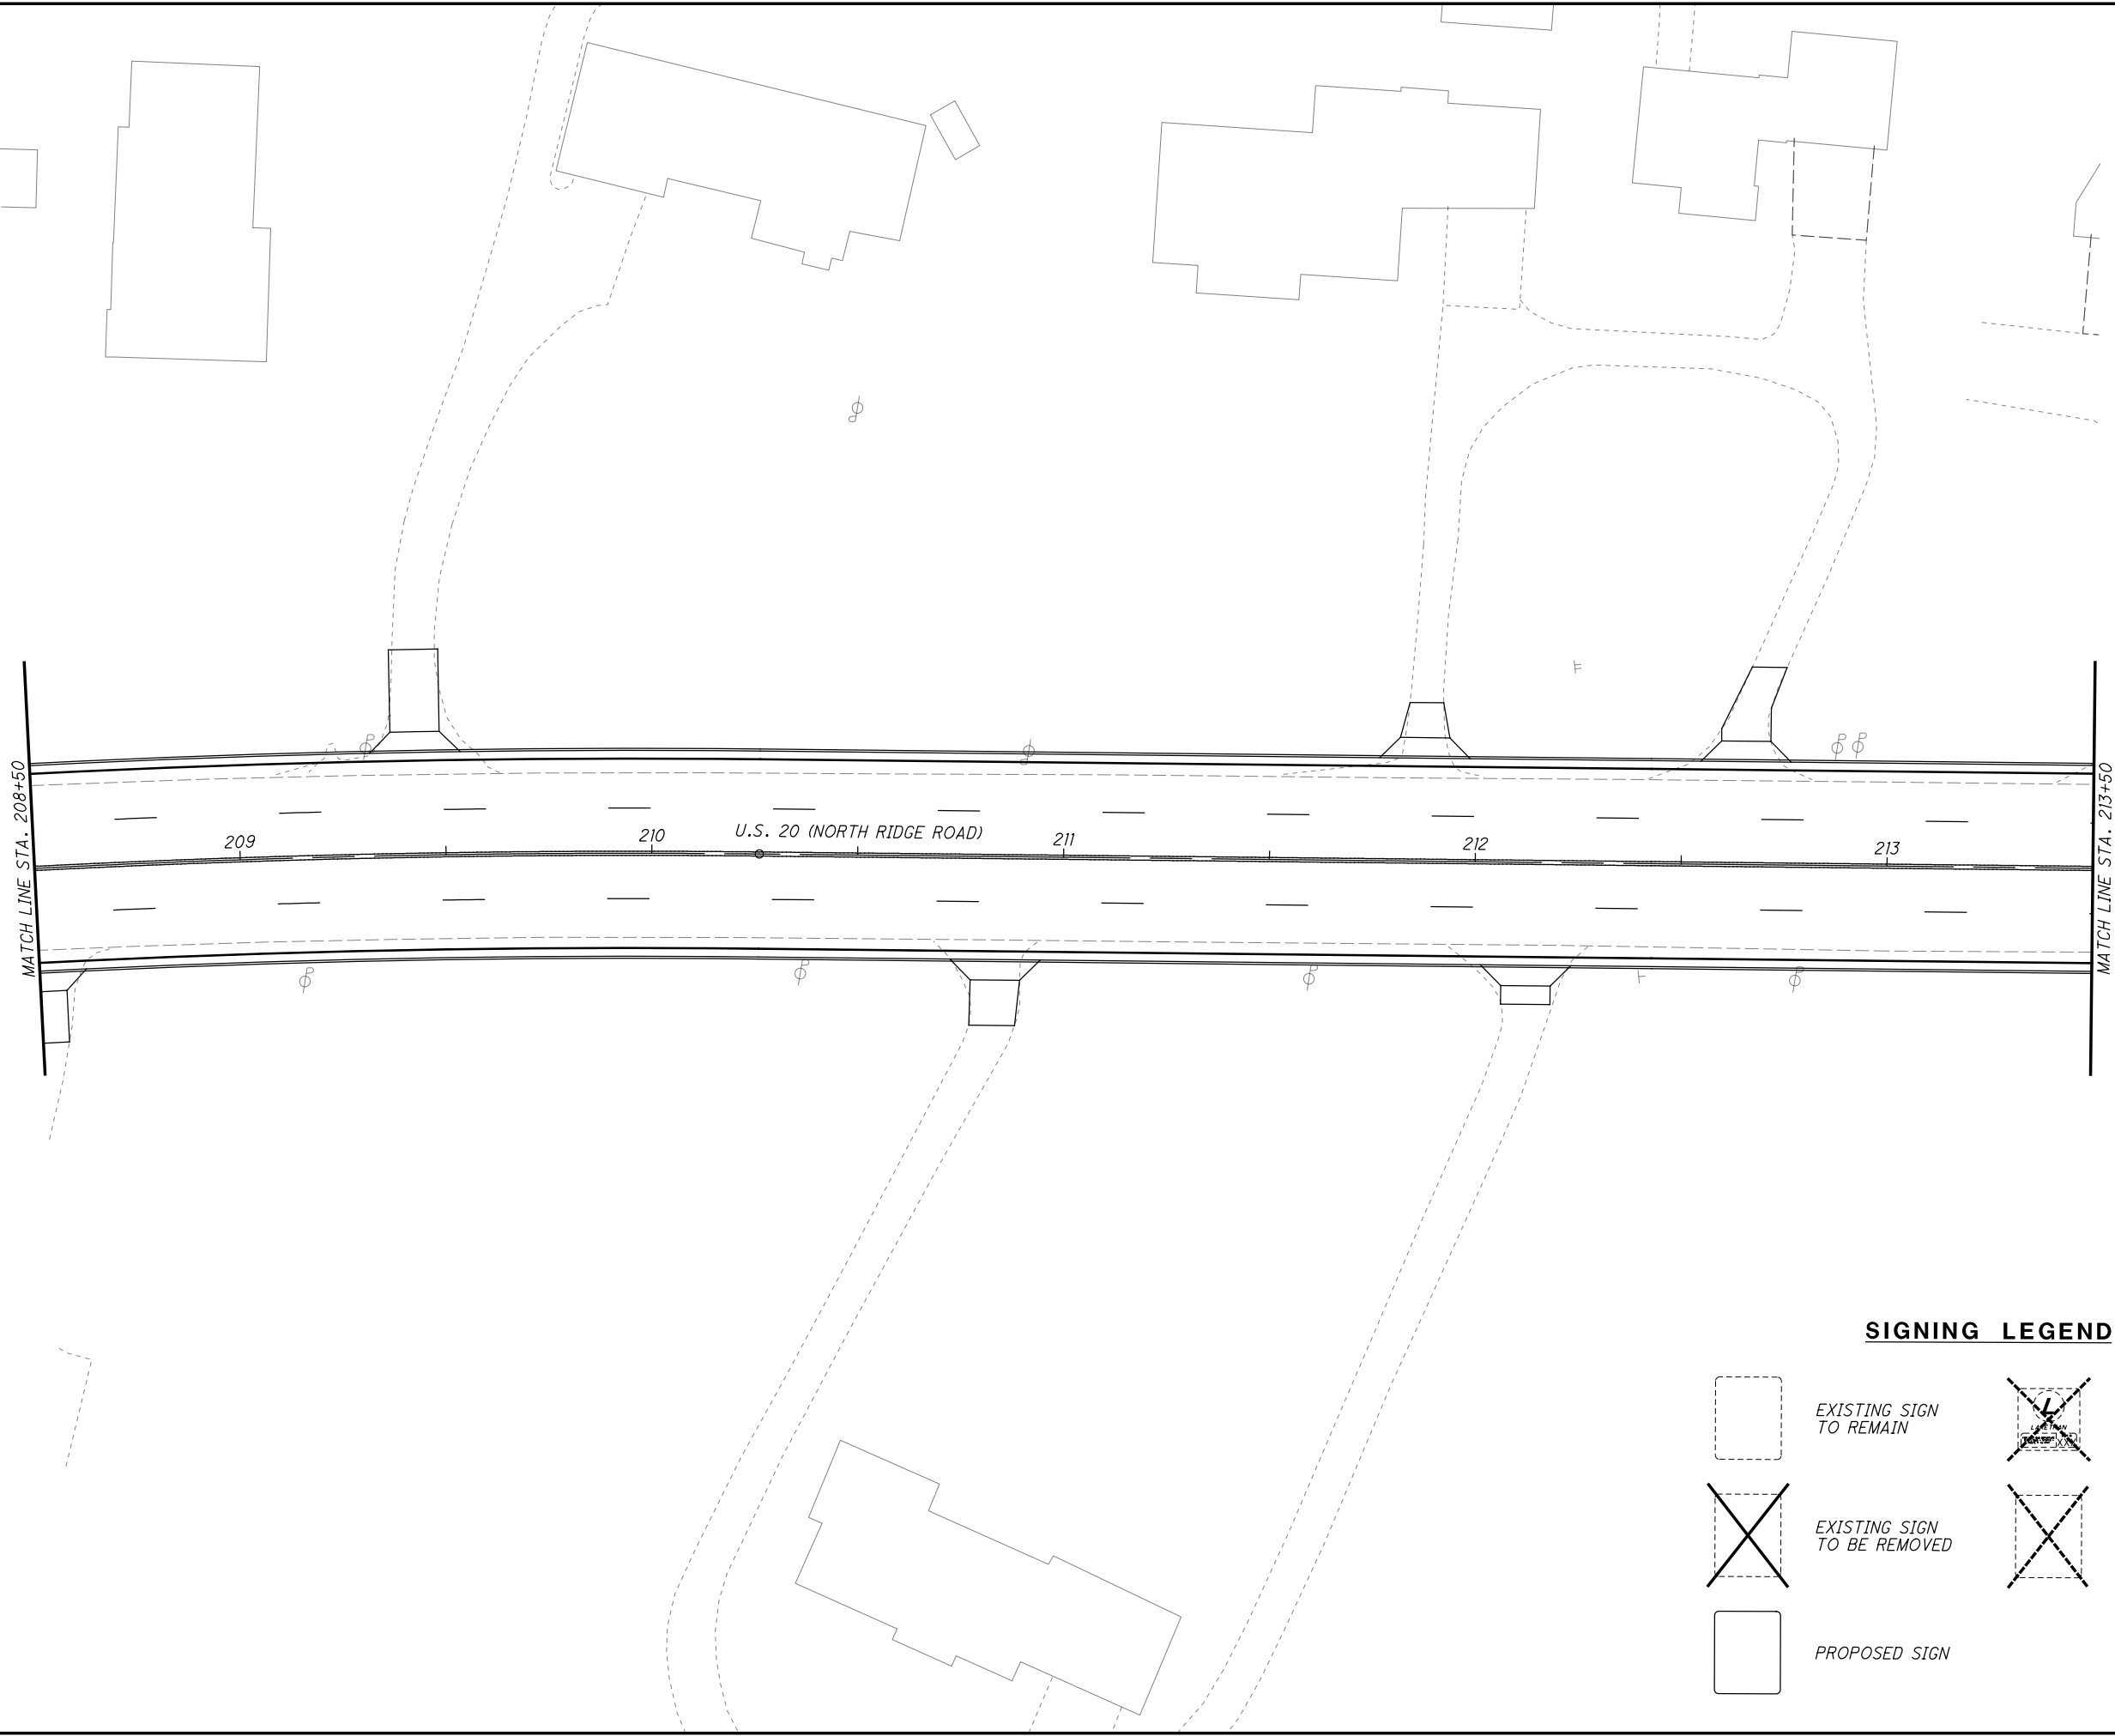 MATCH LINE STA. 208+50
209
210
U.S. 20 (NORTH RIDGE ROAD)
211
212
213
MATCH LINE STA. 213+50
SIGNING LEGEND
EXISTING SIGN
TO REMAIN
L
XXX
EXISTING SIGN
TO BE REMOVED
PROPOSED SIGN